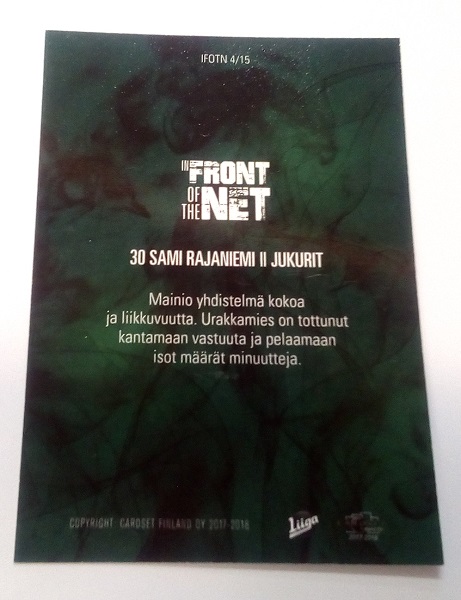 IFOTN 4/15
IN FRONT
OF
THE NET
30 SAMI RAJANIEMI II JUKURIT
Mainio yhdistelmä kokoa
ja liikkuvuutta. Urakkamies on tottunut
kantamaan vastuuta ja pelaamaan
isot määrät minuutteja.
COPYRIGHT CARDSET FINLAND OY 2017-2018 Liiga